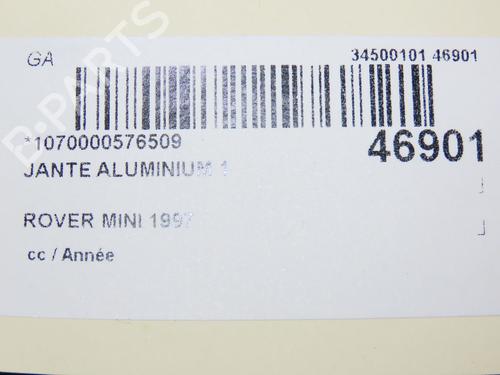 GA 34500101 46901
*1070000576509 46901
JANTE ALUMINIUM 1
ROVER MINI 1997
cc / Année
B-PARTS